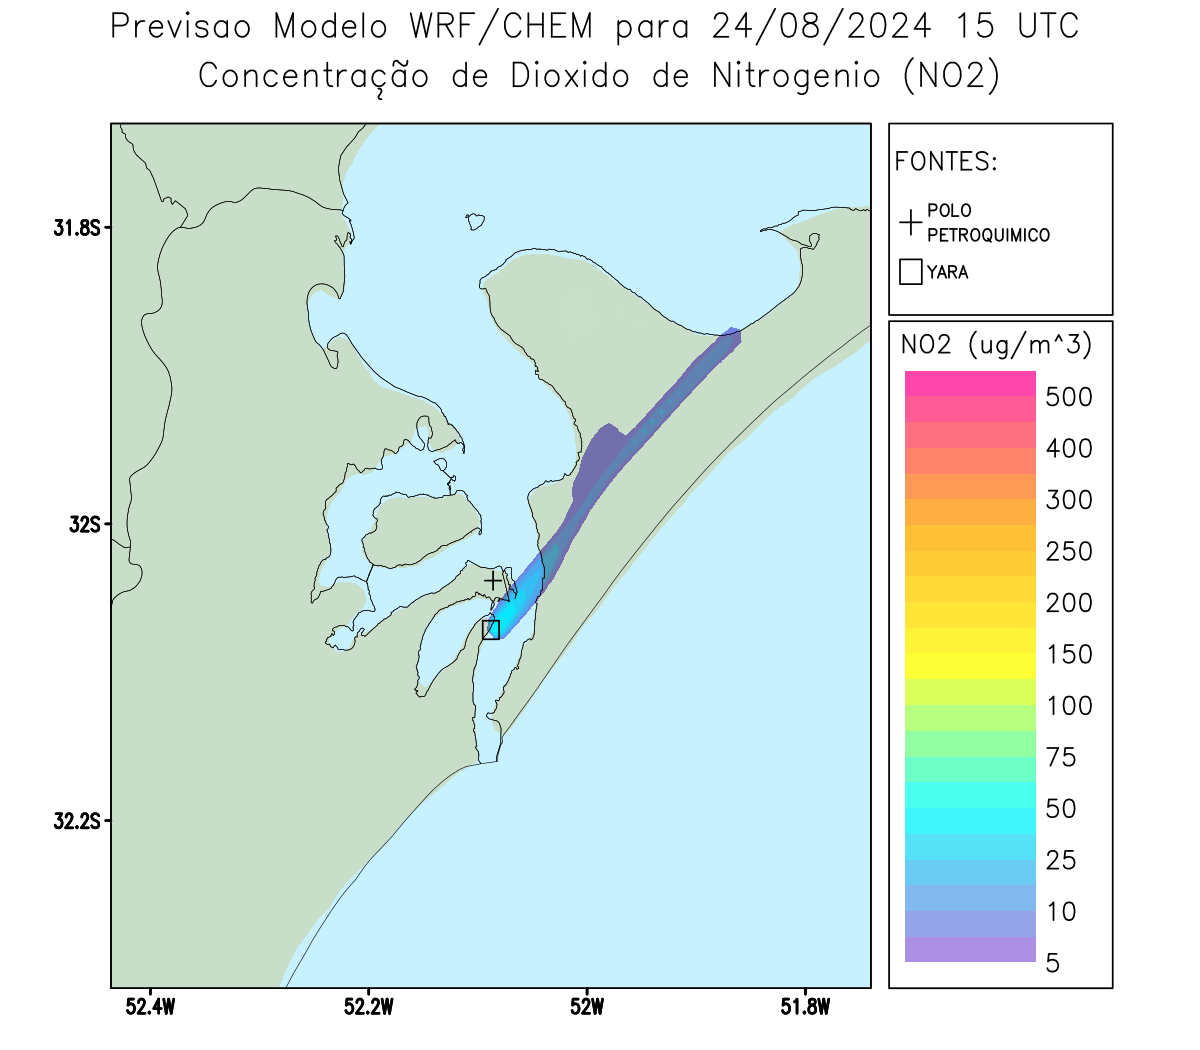 Previsao Modelo WRF/CHEM para 24/08/2024 15 UTC
Concentração de Dioxido de Nitrogenio (NO2)
FONTES:
POLO
PETROQUIMICO
YARA
31.8S
32S
32.2S
52.4W
52.2W
52W
51.8W
NO2 (ug/m^3)
500
400
300
250
200
150
100
75
50
25
10
5